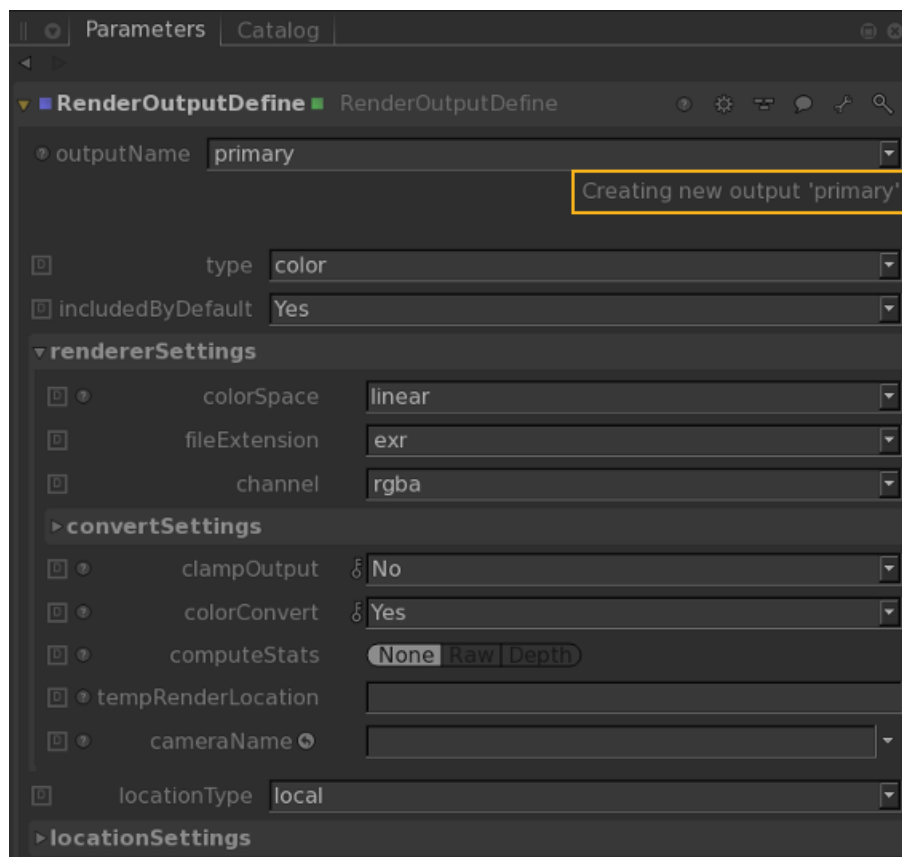 Parameters Catalog
RenderOutputDefine RenderOutputDefine
outputName primary
Creating new output 'primary'
type color
includedByDefault Yes
rendererSettings
colorSpace linear
fileExtension exr
channel rgba
convertSettings
clampOutput No
colorConvert Yes
computeStats None Raw Depth
tempRenderLocation
cameraName
locationType local
locationSettings